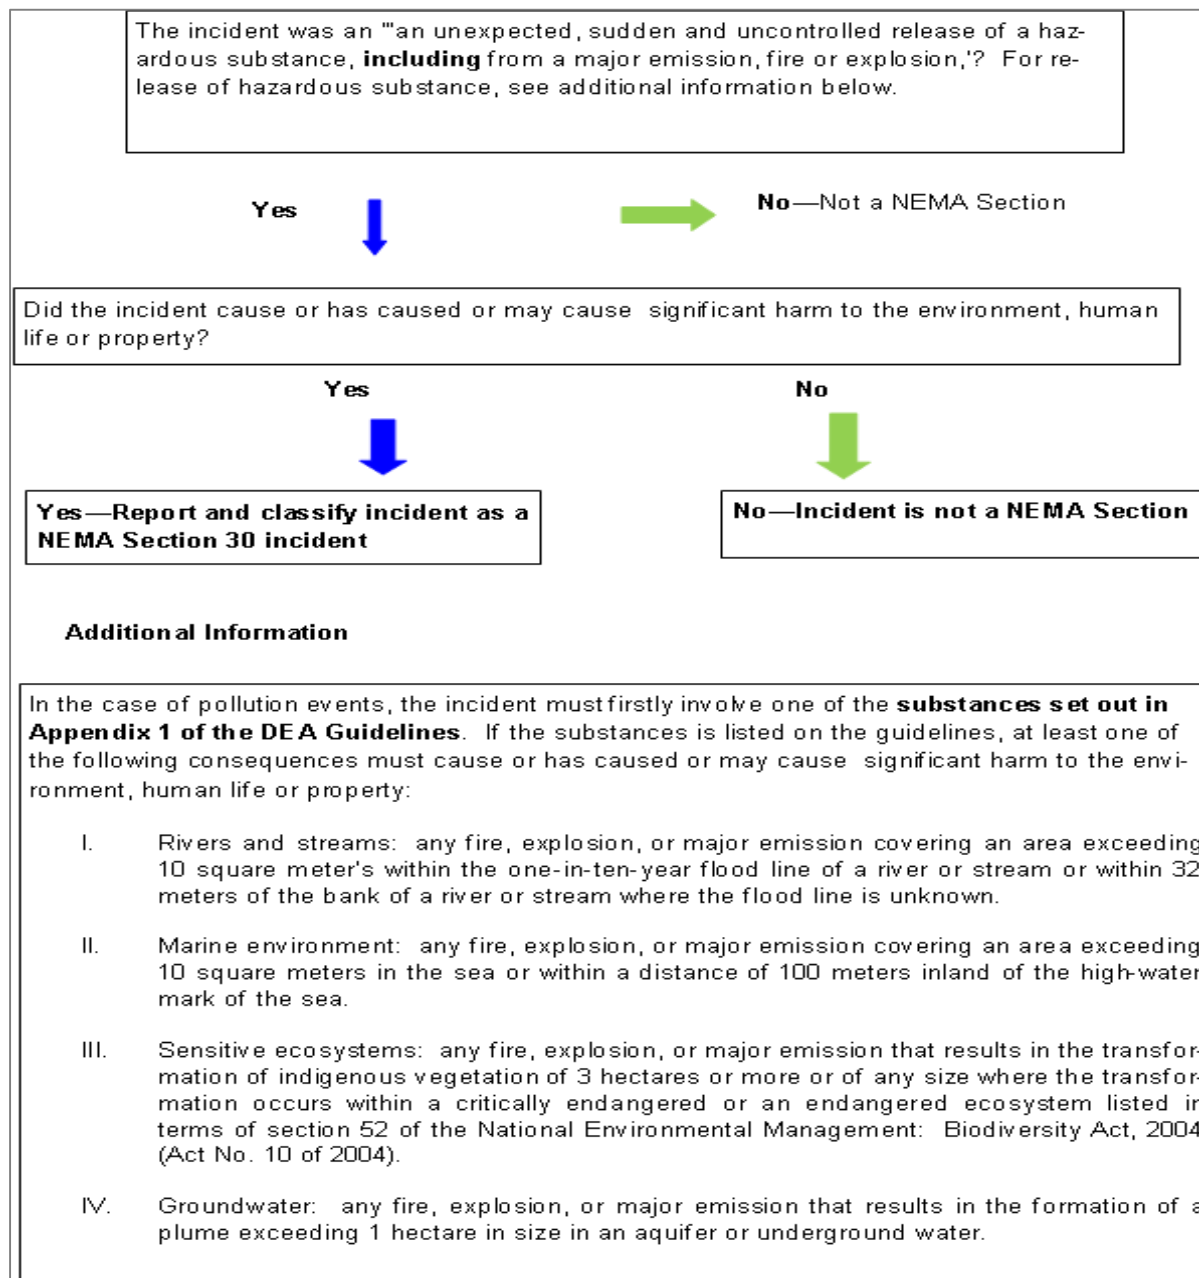 The incident was an "'an unexpected, sudden and uncontrolled release of a haz-
ardous substance, including from a major emission, fire or explosion,'? For re-
lease of hazardous substance, see additional information below.
Yes
No—Not a NEMA Section
Did the incident cause or has caused or may cause significant harm to the environment, human
life or property?
Yes
No
Yes—Report and classify incident as a
NEMA Section 30 incident
No—Incident is not a NEMA Section
Additional Information
In the case of pollution events, the incident must firstly involve one of the substances set out in
Appendix 1 of the DEA Guidelines. If the substances is listed on the guidelines, at least one of
the following consequences must cause or has caused or may cause significant harm to the envi-
ronment, human life or property:
I. Rivers and streams: any fire, explosion, or major emission covering an area exceeding
10 square meter's within the one-in-ten-year flood line of a river or stream or within 32
meters of the bank of a river or stream where the flood line is unknown.
II. Marine environment: any fire, explosion, or major emission covering an area exceeding
10 square meters in the sea or within a distance of 100 meters inland of the high-water
mark of the sea.
III. Sensitive ecosystems: any fire, explosion, or major emission that results in the transfor-
mation of indigenous vegetation of 3 hectares or more or of any size where the transfor-
mation occurs within a critically endangered or an endangered ecosystem listed in
terms of section 52 of the National Environmental Management: Biodiversity Act, 2004
(Act No. 10 of 2004).
IV. Groundwater: any fire, explosion, or major emission that results in the formation of a
plume exceeding 1 hectare in size in an aquifer or underground water.